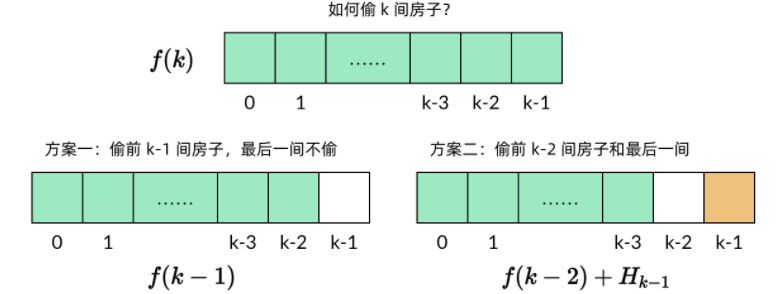 如何偷 k 间房子?
f(k)
……
0 1 k-3 k-2 k-1
方案一：偷前 k-1 间房子，最后一间不偷
……
0 1 k-3 k-2 k-1
f(k − 1)
方案二：偷前 k-2 间房子和最后一间
……
0 1 k-3 k-2 k-1
f(k − 2) + Hₖ₋₁